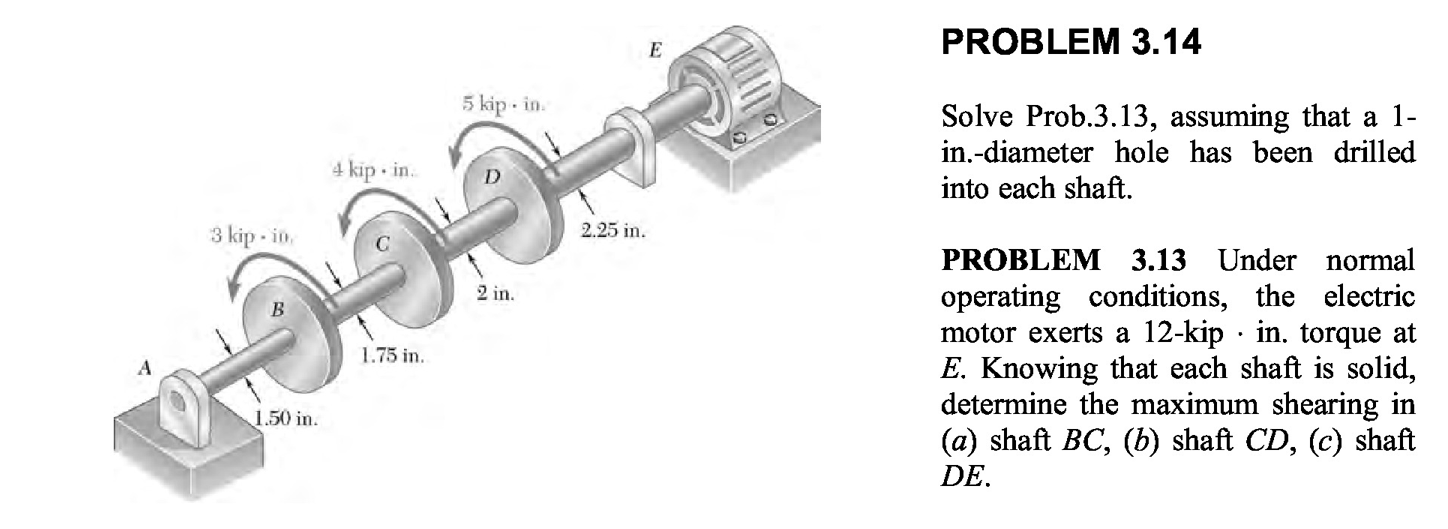 E
5 kip · in.
D
4 kip · in.
2.25 in.
3 kip · in.
C
2 in.
B
1.75 in.
A
1.50 in.
PROBLEM 3.14
Solve Prob.3.13, assuming that a 1-
in.-diameter hole has been drilled
into each shaft.
PROBLEM 3.13 Under normal
operating conditions, the electric
motor exerts a 12-kip · in. torque at
E. Knowing that each shaft is solid,
determine the maximum shearing in
(a) shaft BC, (b) shaft CD, (c) shaft
DE.